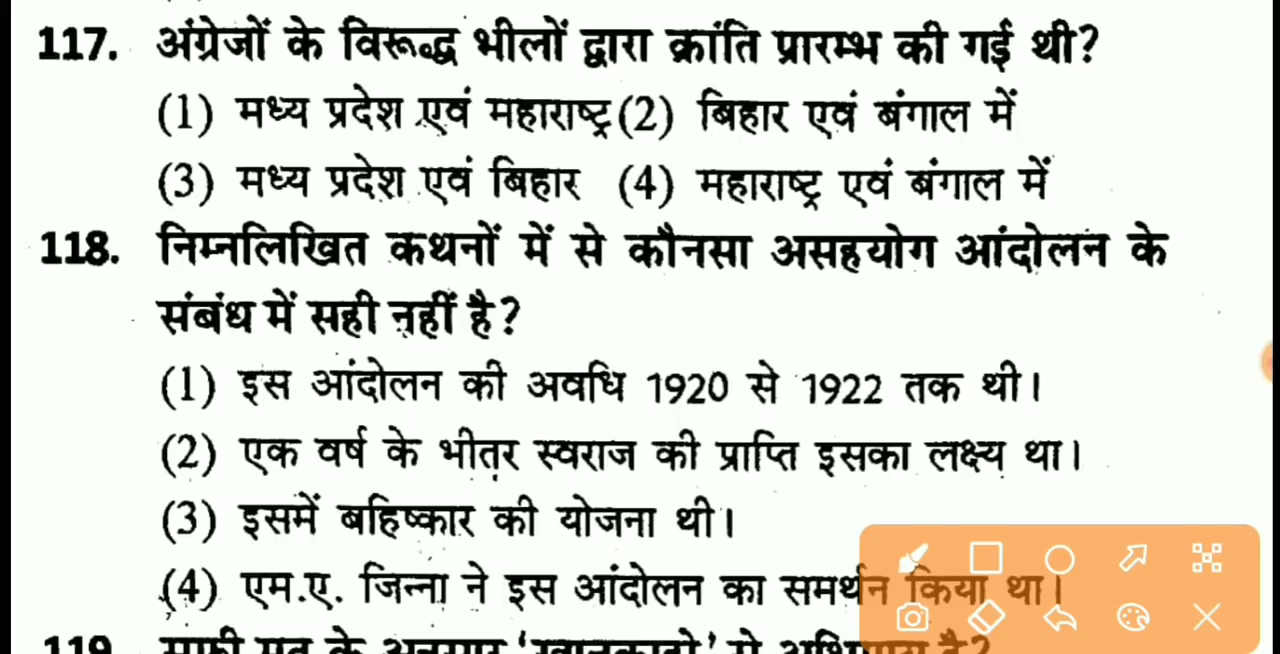 117. अंग्रेजों के विरूद्ध भीलों द्वारा क्रांति प्रारम्भ की गई थी?
(1) मध्य प्रदेश एवं महाराष्ट्र (2) बिहार एवं बंगाल में
(3) मध्य प्रदेश एवं बिहार (4) महाराष्ट्र एवं बंगाल में
118. निम्नलिखित कथनों में से कौनसा असहयोग आंदोलन के
संबंध में सही नहीं है?
(1) इस आंदोलन की अवधि 1920 से 1922 तक थी।
(2) एक वर्ष के भीतर स्वराज की प्राप्ति इसका लक्ष्य था।
(3) इसमें बहिष्कार की योजना थी।
(4) एम.ए. जिन्ना ने इस आंदोलन का समर्थन किया था।
119 के अनुसार से है?